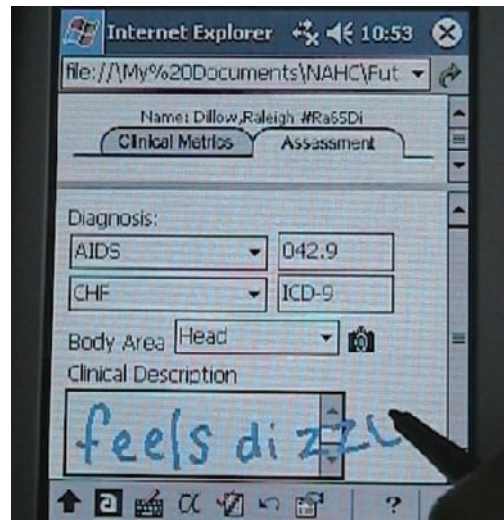 Internet Explorer 10:53
file://\My%20Documents\NAHC\Fut
Name: Dillow,Raleigh #Ra65Di
Clinical Metrics Assessment
Diagnosis:
AIDS 042.9
CHF ICD-9
Body Area Head
Clinical Description
feels dizzy
a α ?